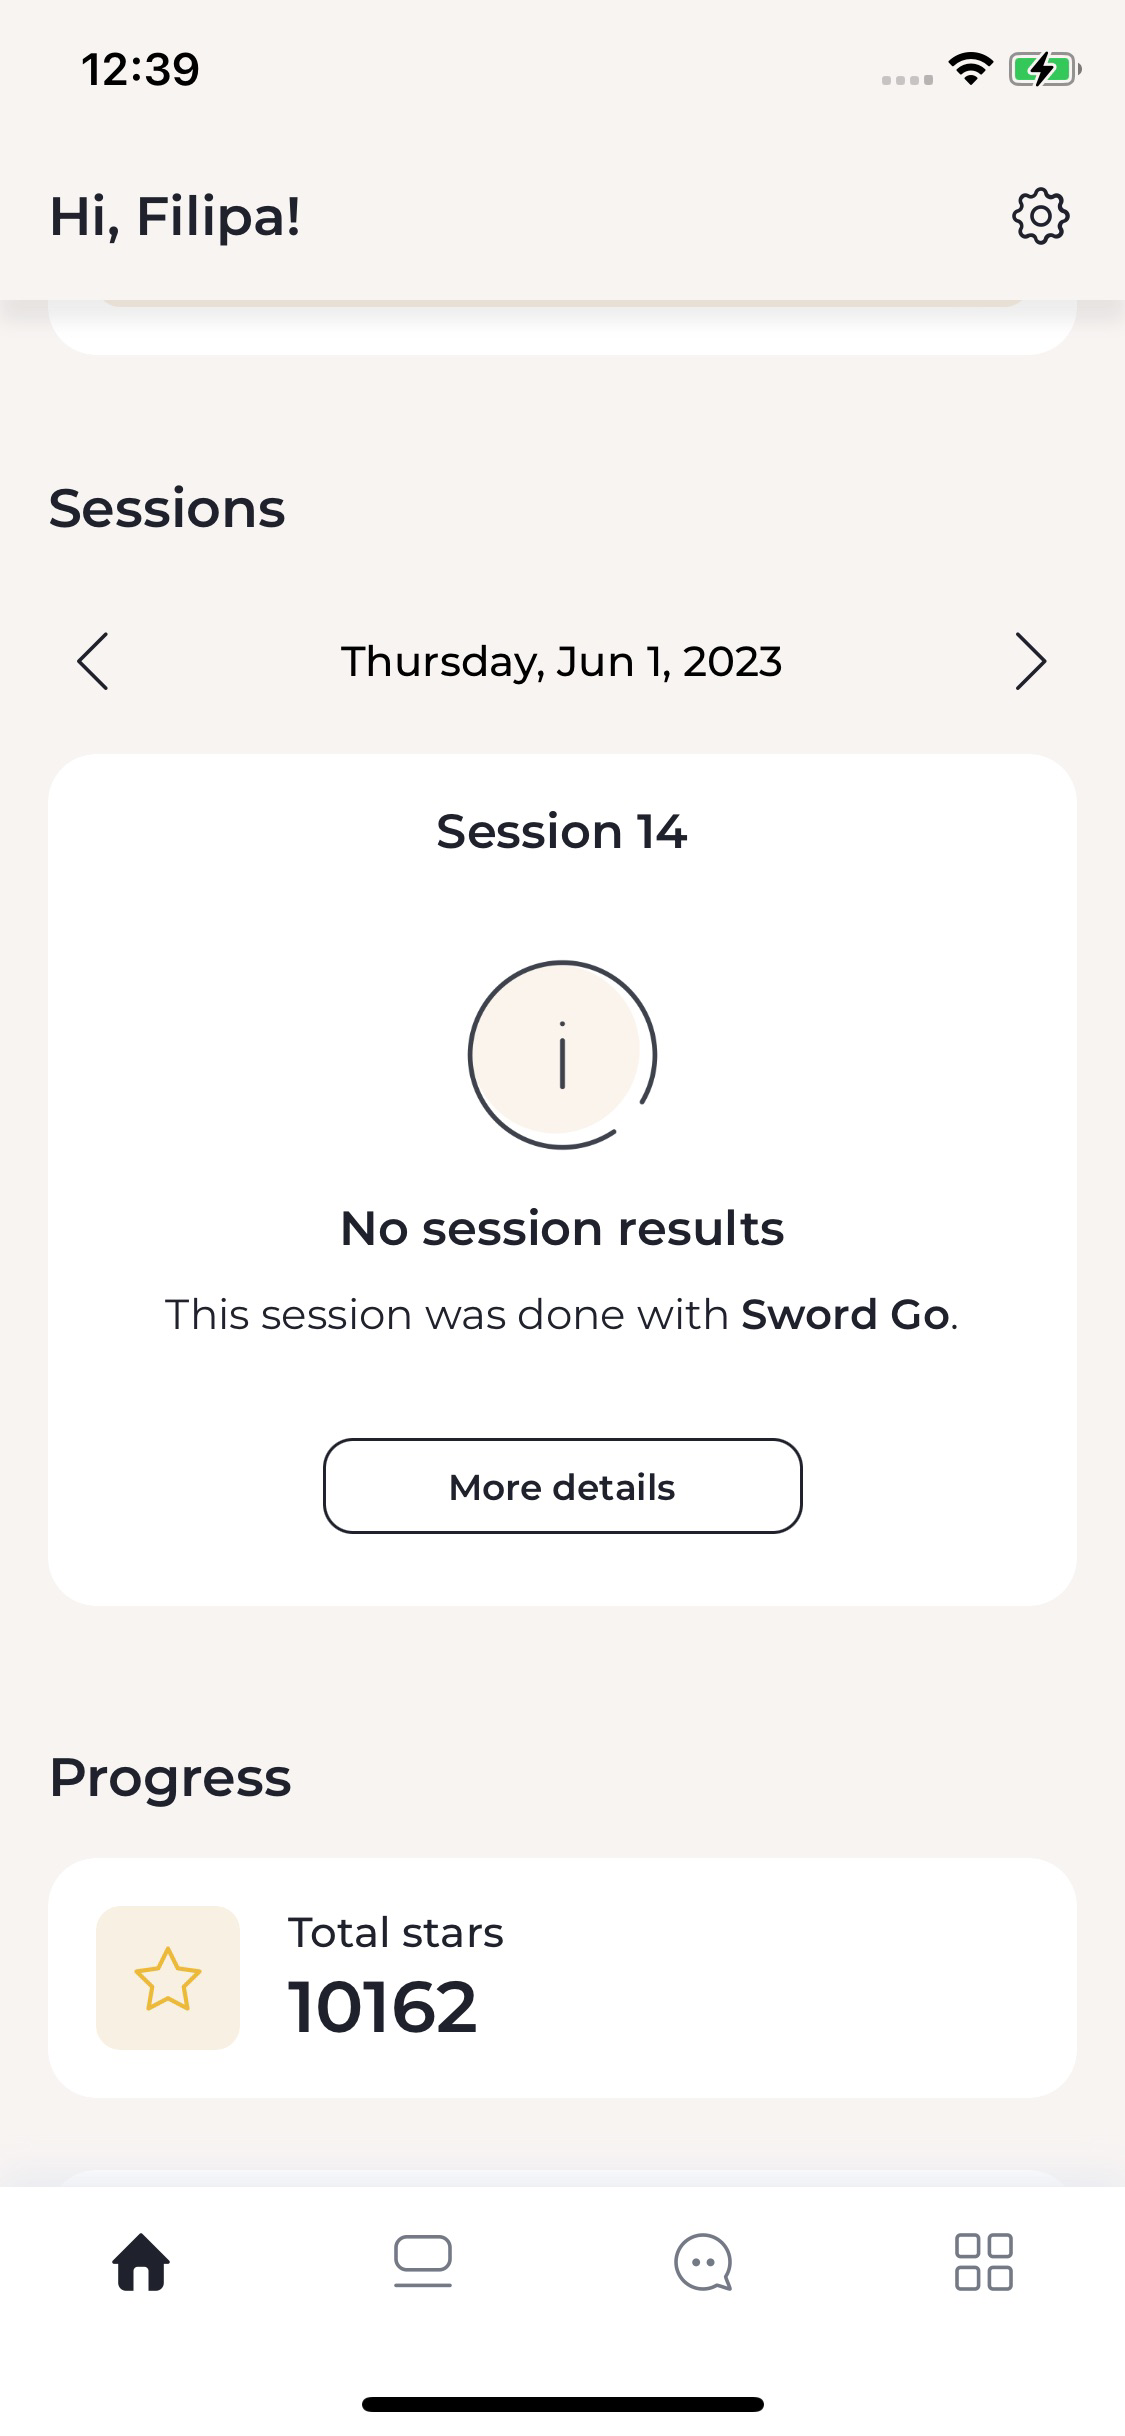 12:39
Hi, Filipa!
Sessions
Thursday, Jun 1, 2023
Session 14
No session results
This session was done with Sword Go.
More details
Progress
Total stars
10162